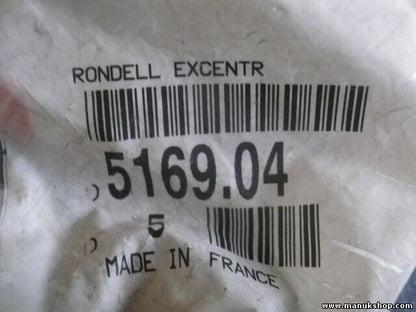 RONDELL EXCENTR
5169.04
5
MADE IN FRANCE
www.manukshop.com